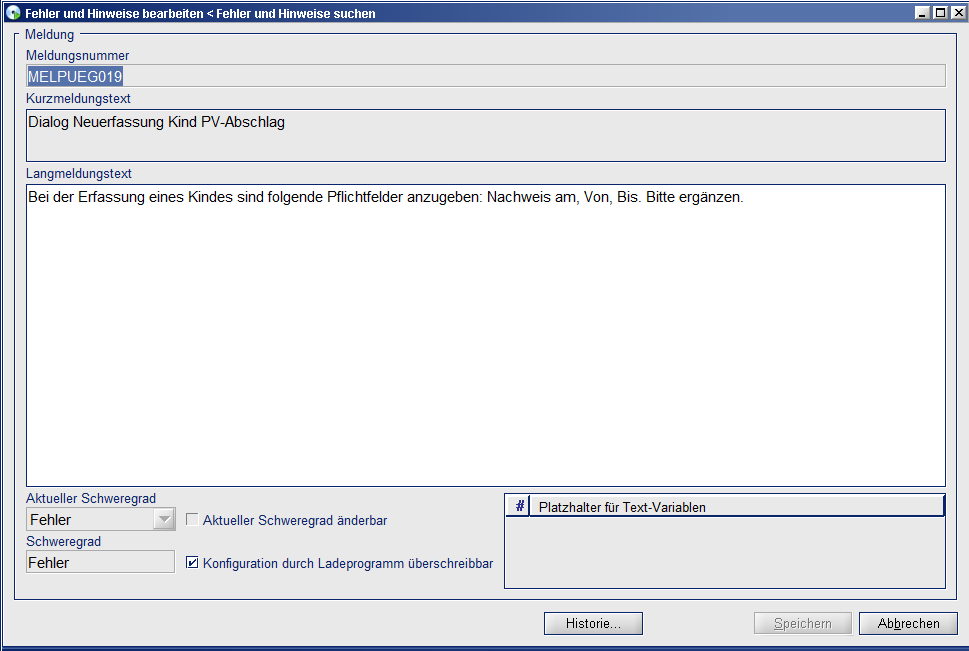 Fehler und Hinweise bearbeiten < Fehler und Hinweise suchen
Meldung
Meldungsnummer
MELPUEG019
Kurzmeldungstext
Dialog Neuerfassung Kind PV-Abschlag
Langmeldungstext
Bei der Erfassung eines Kindes sind folgende Pflichtfelder anzugeben: Nachweis am, Von, Bis. Bitte ergänzen.
Aktueller Schweregrad
Fehler
Aktueller Schweregrad änderbar
Schweregrad
Fehler
Konfiguration durch Ladeprogramm überschreibbar
# Platzhalter für Text-Variablen
Historie... Speichern Abbrechen